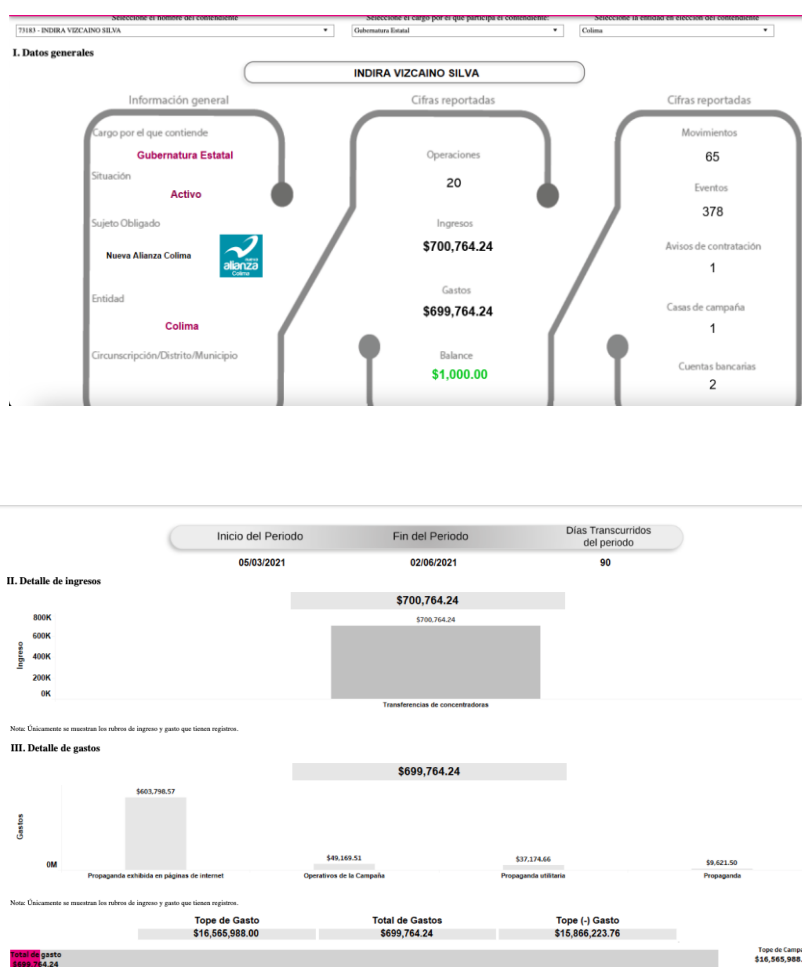 Seleccione el nombre del contendiente
Seleccione el cargo por el que participa el contendiente:
Seleccione la entidad en elección del contendiente
73183 - INDIRA VIZCAINO SILVA
Gubernatura Estatal
Colima
I. Datos generales
INDIRA VIZCAINO SILVA
Información general
Cargo por el que contiende
Gubernatura Estatal
Situación
Activo
Sujeto Obligado
Nueva Alianza Colima
nueva
alianza
Colima
Entidad
Colima
Circunscripción/Distrito/Municipio
Cifras reportadas
Operaciones
20
Ingresos
$700,764.24
Gastos
$699,764.24
Balance
$1,000.00
Cifras reportadas
Movimientos
65
Eventos
378
Avisos de contratación
1
Casas de campaña
1
Cuentas bancarias
2
Inicio del Periodo
Fin del Periodo
Días Transcurridos
del periodo
05/03/2021
02/06/2021
90
II. Detalle de ingresos
$700,764.24
Ingreso
800K
600K
400K
200K
0K
$700,764.24
Transferencias de concentradoras
Nota: Únicamente se muestran los rubros de ingreso y gasto que tienen registros.
III. Detalle de gastos
$699,764.24
Gastos
0M
$603,798.57
$49,169.51
$37,174.66
$9,621.50
Propaganda exhibida en páginas de internet
Operativos de la Campaña
Propaganda utilitaria
Propaganda
Nota: Únicamente se muestran los rubros de ingreso y gasto que tienen registros.
Tope de Gasto
Total de Gastos
Tope (-) Gasto
$16,565,988.00
$699,764.24
$15,866,223.76
Total de gasto
$699,764.24
Tope de Campa
$16,565,988.